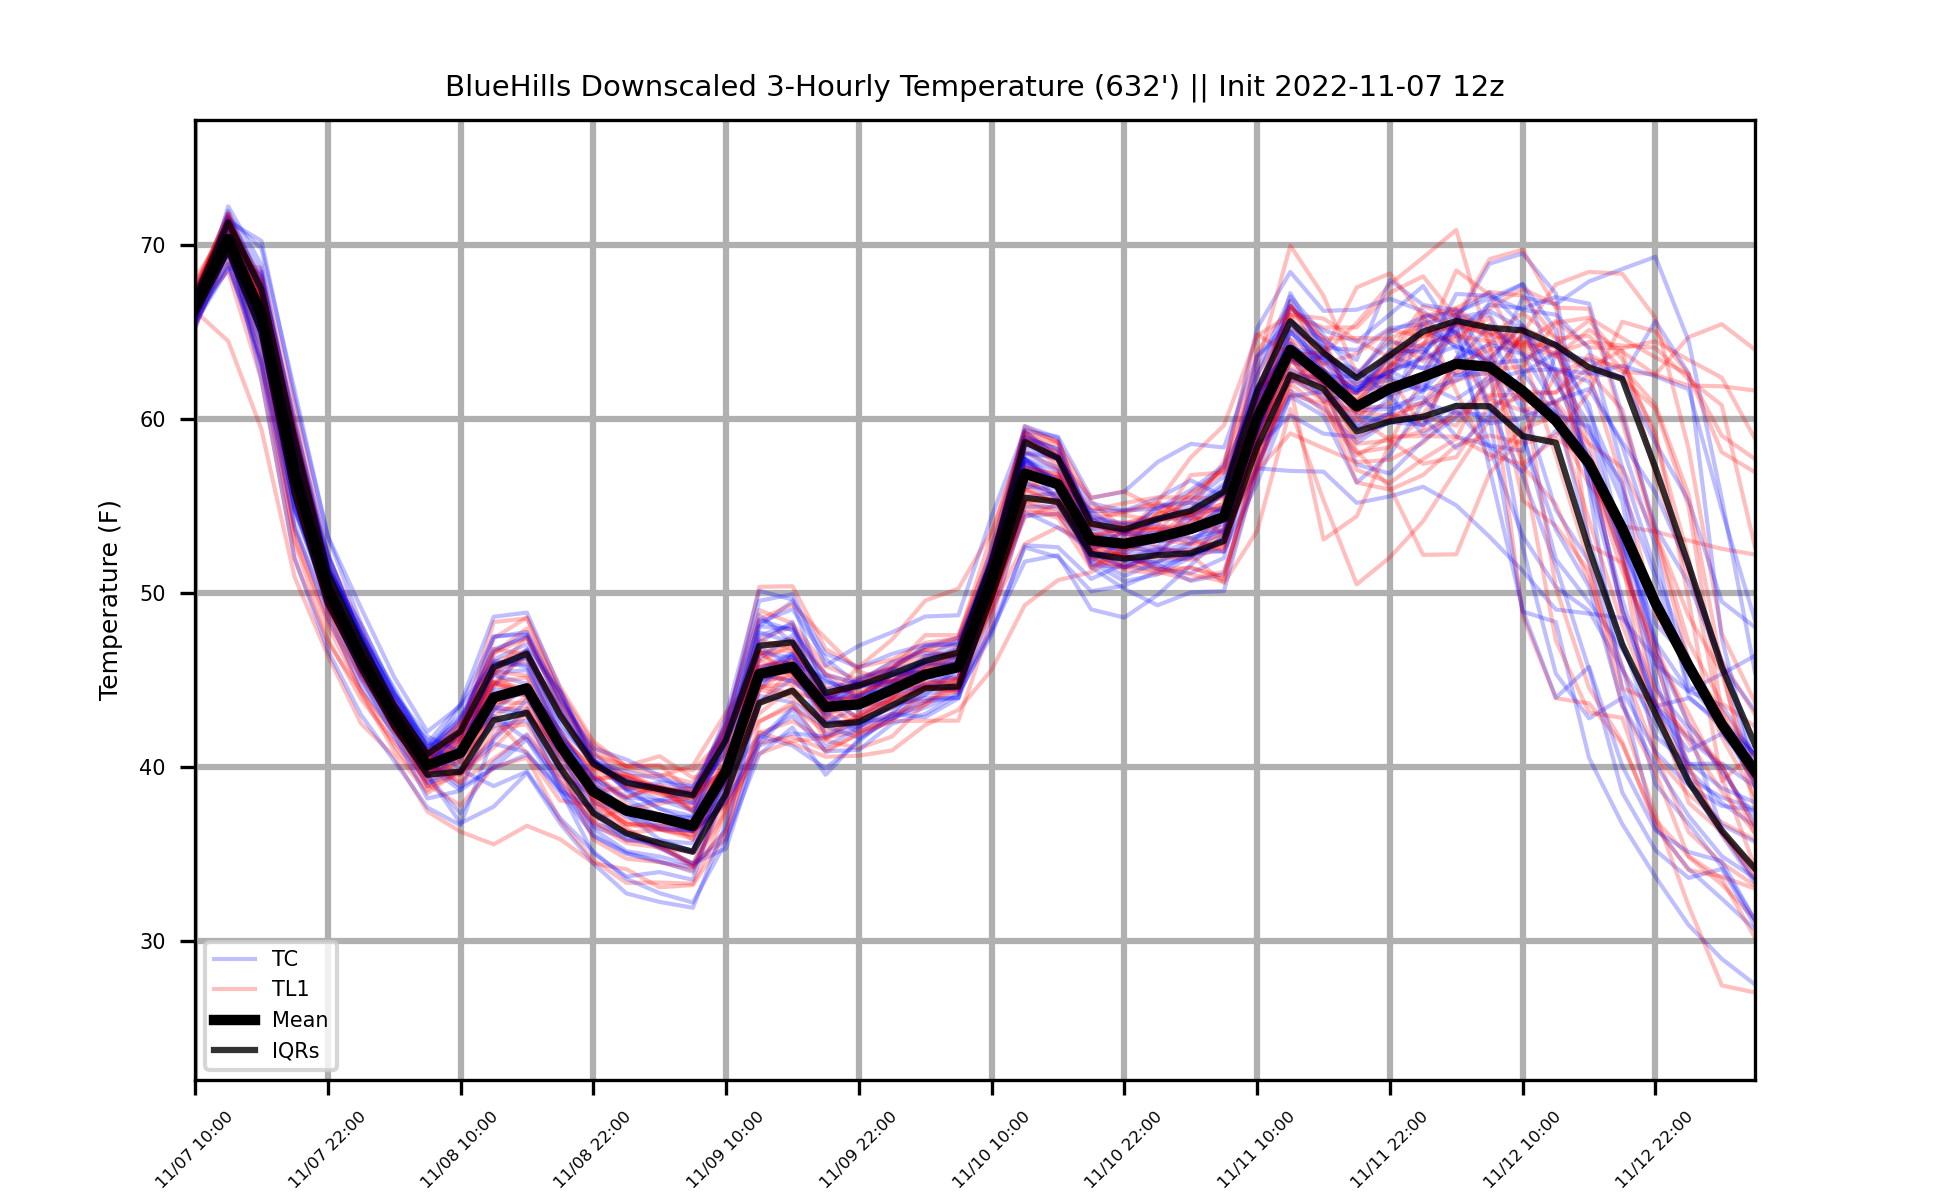 BlueHills Downscaled 3-Hourly Temperature (632') || Init 2022-11-07 12z
Temperature (F)
70
60
50
40
30
TC
TL1
Mean
IQRs
11/07 10:00
11/07 22:00
11/08 10:00
11/08 22:00
11/09 10:00
11/09 22:00
11/10 10:00
11/10 22:00
11/11 10:00
11/11 22:00
11/12 10:00
11/12 22:00